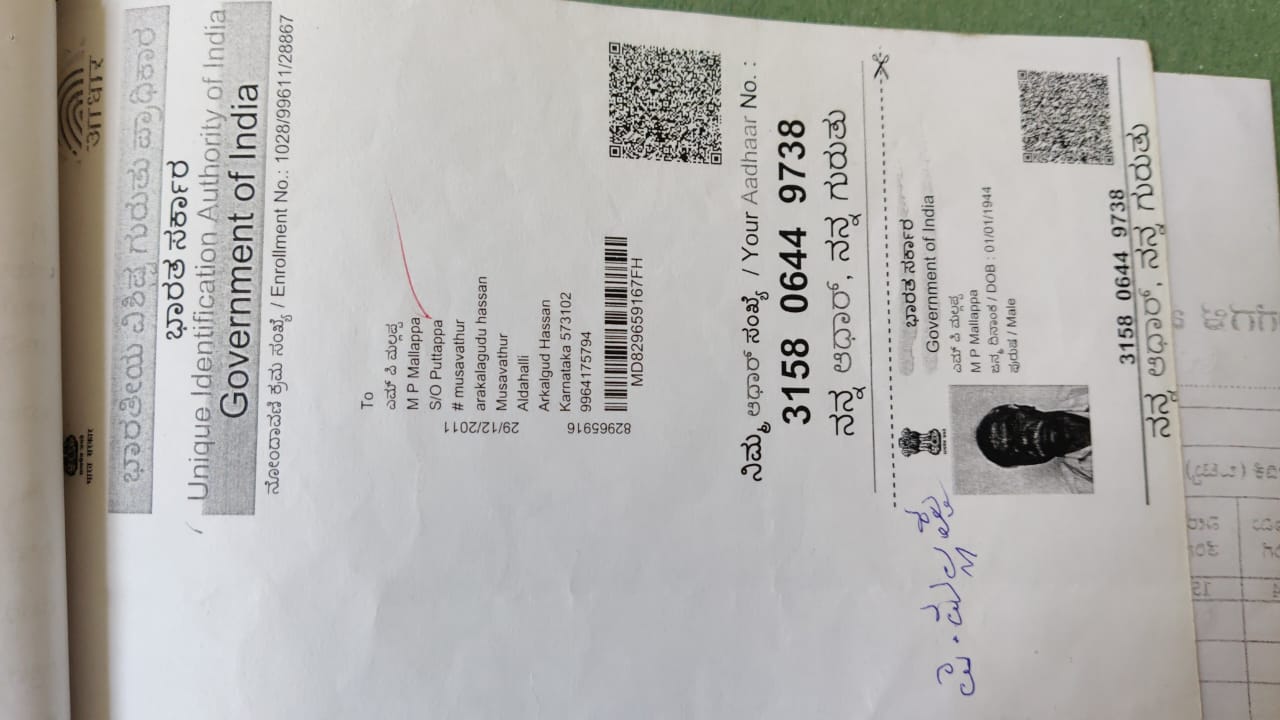 आधार
भारत सरकार
ಭಾರತೀಯ ವಿಶಿಷ್ಟ ಗುರುತು ಪ್ರಾಧಿಕಾರ
ಭಾರತ ಸರ್ಕಾರ
Unique Identification Authority of India
Government of India
ನೋಂದಾವಣೆ ಕ್ರಮ ಸಂಖ್ಯೆ / Enrollment No.: 1028/99611/28867
To
ಎಮ್ ಪಿ ಮಲ್ಲಪ್ಪ
M P Mallappa
S/O Puttappa
# musavathur
arakalagudu hassan
Musavathur
Aldahalli
Arkalgud Hassan
Karnataka 573102
9964175794
29/12/2011
82965916
MD829659167FH
ನಿಮ್ಮ ಆಧಾರ್ ಸಂಖ್ಯೆ / Your Aadhaar No. :
3158 0644 9738
ನನ್ನ ಆಧಾರ್, ನನ್ನ ಗುರುತು
ಭಾರತ ಸರ್ಕಾರ
Government of India
ಎಮ್ ಪಿ ಮಲ್ಲಪ್ಪ
M P Mallappa
ಜನ್ಮ ದಿನಾಂಕ / DOB : 01/01/1944
ಪುರುಷ / Male
3158 0644 9738
ನನ್ನ ಆಧಾರ್, ನನ್ನ ಗುರುತು